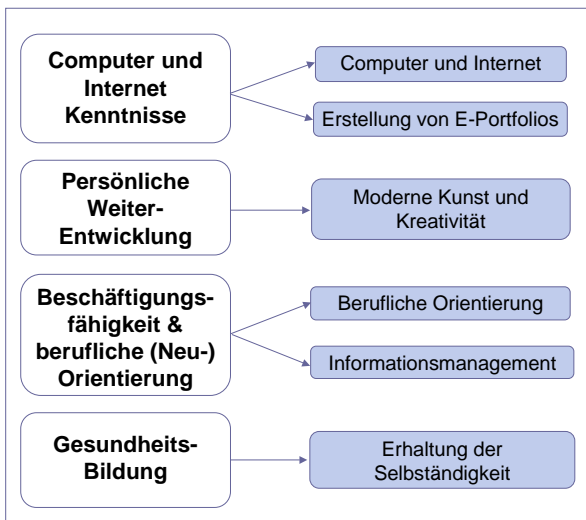 Computer und
Internet
Kenntnisse
Computer und Internet
Erstellung von E-Portfolios
Persönliche
Weiter-
Entwicklung
Moderne Kunst und
Kreativität
Beschäftigungs-
fähigkeit &
berufliche (Neu-)
Orientierung
Berufliche Orientierung
Informationsmanagement
Gesundheits-
Bildung
Erhaltung der
Selbständigkeit